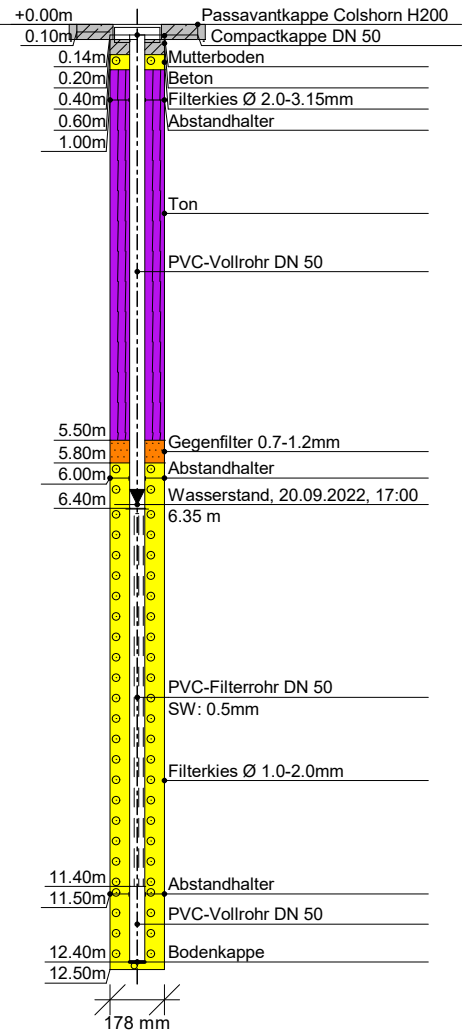 +0.00m Passavantkappe Colshorn H200
0.10m Compactkappe DN 50
0.14m Mutterboden
0.20m Beton
0.40m Filterkies Ø 2.0-3.15mm
0.60m Abstandhalter
1.00m
Ton
PVC-Vollrohr DN 50
5.50m
Gegenfilter 0.7-1.2mm
5.80m
6.00m Abstandhalter
6.40m Wasserstand, 20.09.2022, 17:00
6.35 m
PVC-Filterrohr DN 50
SW: 0.5mm
Filterkies Ø 1.0-2.0mm
11.40m
11.50m Abstandhalter
PVC-Vollrohr DN 50
12.40m Bodenkappe
12.50m
178 mm